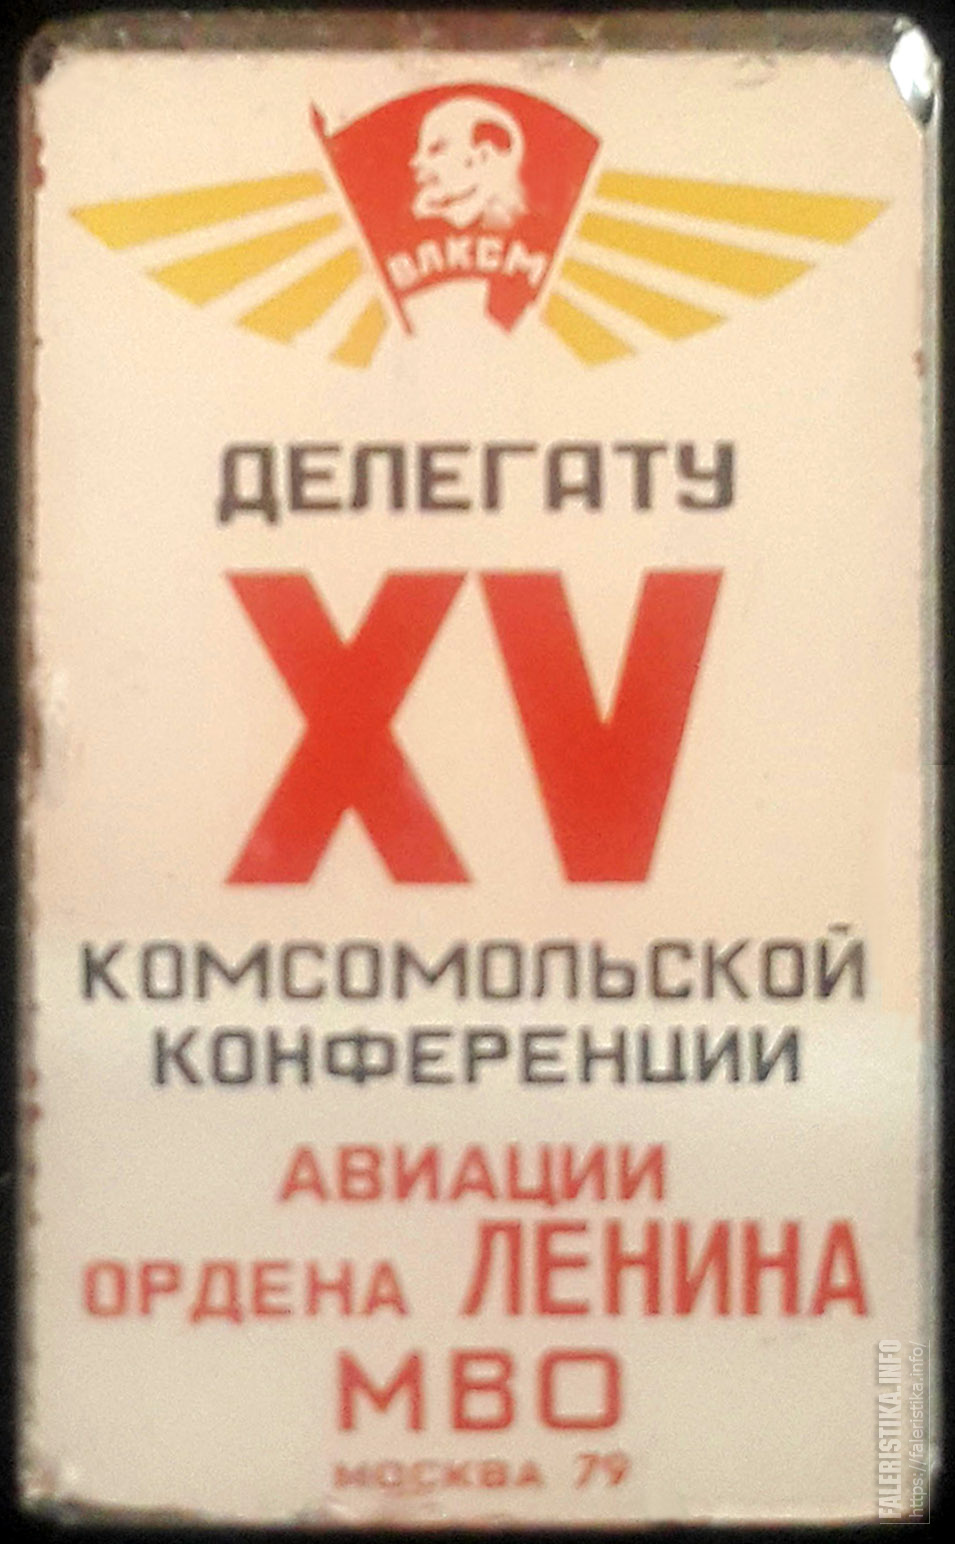 ВЛКСМ
ДЕЛЕГАТУ
XV
КОМСОМОЛЬСКОЙ
КОНФЕРЕНЦИИ
АВИАЦИИ
ОРДЕНА ЛЕНИНА
МВО
МОСКВА 79
FALERISTIKA.INFO
https://faleristika.info/